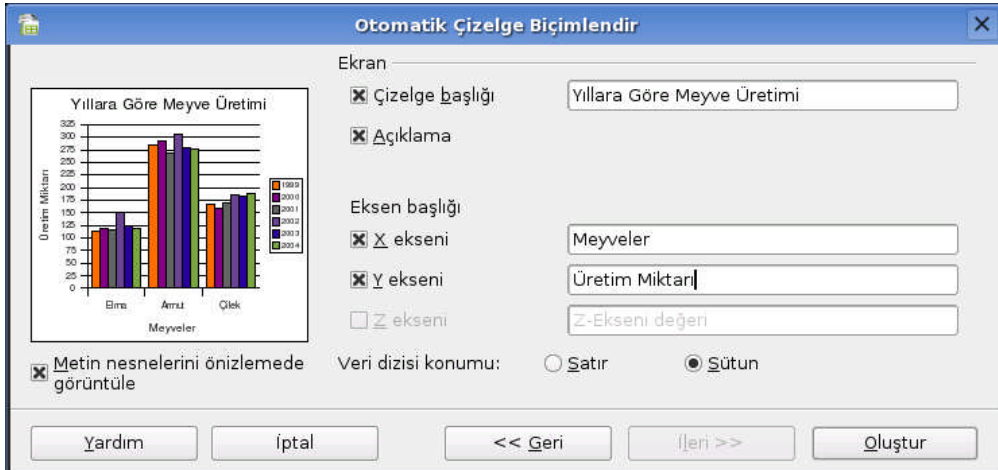 Otomatik Çizelge Biçimlendir
Ekran
Çizelge başlığı
Yıllara Göre Meyve Üretimi
Açıklama
Eksen başlığı
X ekseni
Meyveler
Y ekseni
Üretim Miktarı
Z ekseni
Z-Ekseni değeri
Veri dizisi konumu:
Satır
Sütun
Yıllara Göre Meyve Üretimi
Üretim Miktarı
325
300
275
250
225
200
175
150
125
100
75
50
25
0
Elma
Armut
Çilek
Meyveler
1999
2000
2001
2002
2003
2004
Metin nesnelerini önizlemede
görüntüle
Yardım
İptal
<< Geri
İleri >>
Oluştur